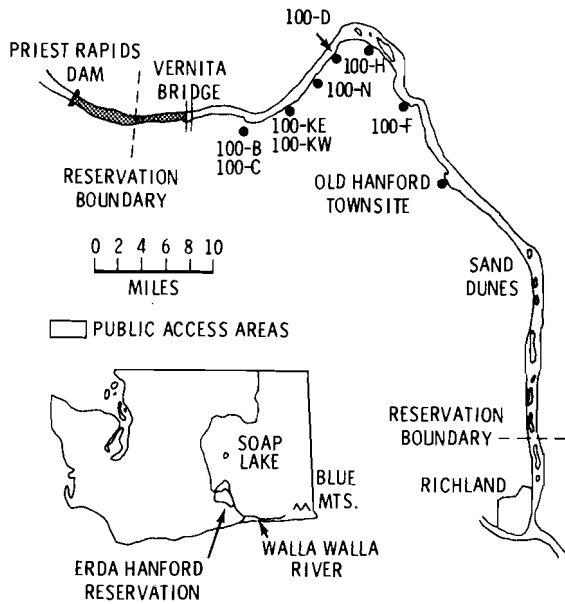 100-D
PRIEST RAPIDS
DAM
VERNITA
BRIDGE
100-H
100-N
100-F
100-KE
100-KW
100-B
100-C
RESERVATION
BOUNDARY
OLD HANFORD
TOWNSITE
0 2 4 6 8 10
MILES
SAND
DUNES
PUBLIC ACCESS AREAS
RESERVATION
BOUNDARY
SOAP
LAKE
BLUE
MTS.
RICHLAND
WALLA WALLA
RIVER
ERDA HANFORD
RESERVATION